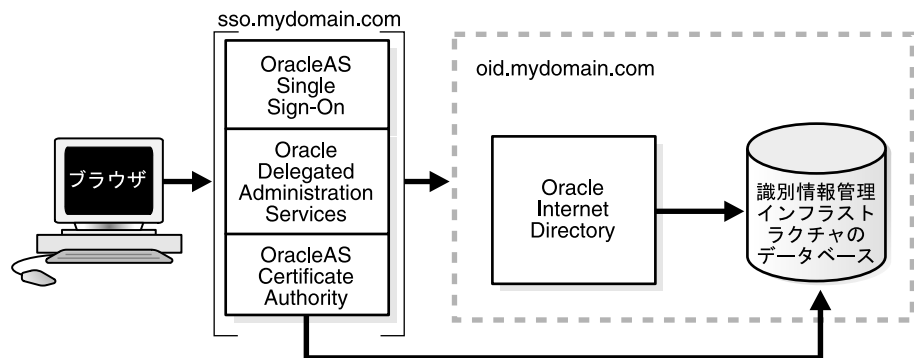 sso.mydomain.com
OracleAS
Single
Sign-On
Oracle
Delegated
Administration
Services
OracleAS
Certificate
Authority
ブラウザ
oid.mydomain.com
Oracle
Internet
Directory
識別情報管理
インフラスト
ラクチャの
データベース